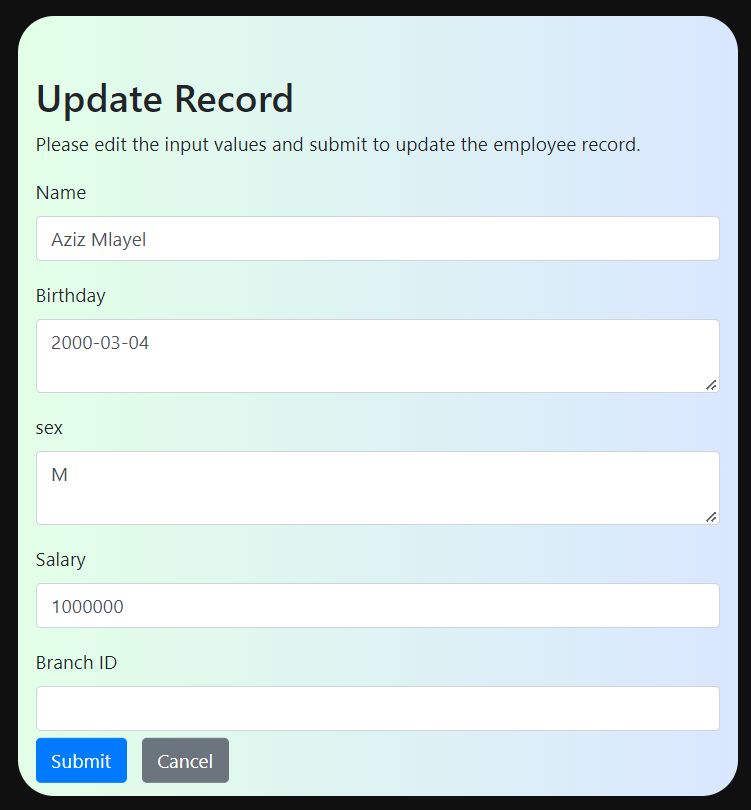 Update Record
Please edit the input values and submit to update the employee record.
Name
Aziz Mlayel
Birthday
2000-03-04
sex
M
Salary
1000000
Branch ID
Submit Cancel